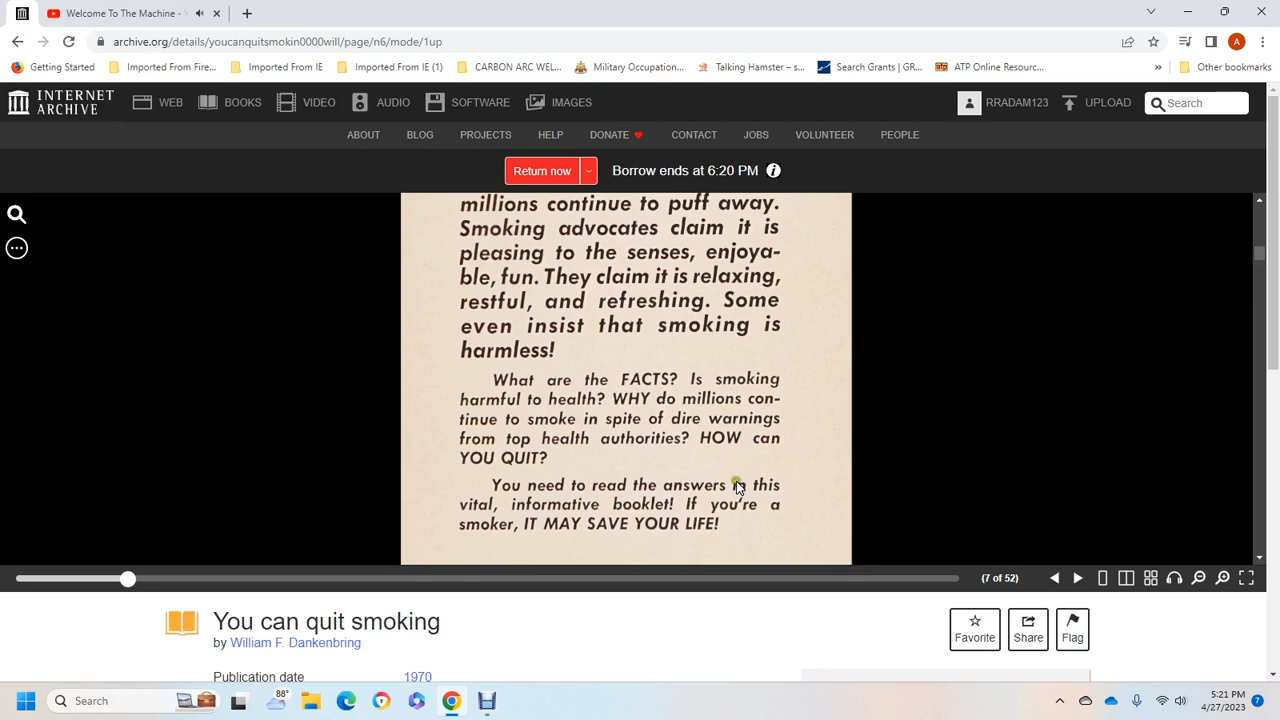 Welcome To The Machine -
archive.org/details/youcanquitsmokin0000will/page/n6/mode/1up
A
Getting Started
Imported From Fire...
Imported From IE
Imported From IE (1)
CARBON ARC WEL...
Military Occupation...
Talking Hamster – s...
Search Grants | GR...
ATP Online Resourc...
»
Other bookmarks
INTERNET
ARCHIVE
WEB
BOOKS
VIDEO
AUDIO
SOFTWARE
IMAGES
RRADAM123
UPLOAD
Search
ABOUT
BLOG
PROJECTS
HELP
DONATE
CONTACT
JOBS
VOLUNTEER
PEOPLE
Return now
Borrow ends at 6:20 PM
millions continue to puff away.
Smoking advocates claim it is
pleasing to the senses, enjoya-
ble, fun. They claim it is relaxing,
restful, and refreshing. Some
even insist that smoking is
harmless!
What are the FACTS? Is smoking
harmful to health? WHY do millions con-
tinue to smoke in spite of dire warnings
from top health authorities? HOW can
YOU QUIT?
You need to read the answers in this
vital, informative booklet! If you're a
smoker, IT MAY SAVE YOUR LIFE!
(7 of 52)
You can quit smoking
by William F. Dankenbring
Favorite
Share
Flag
Publication date
1970
Search
88°
5:21 PM
4/27/2023
7